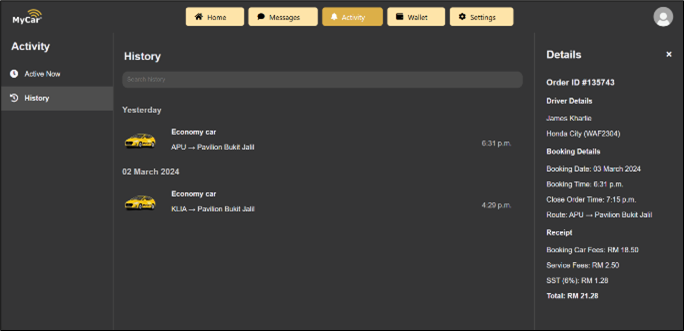 MyCar
Home
Messages
Activity
Wallet
Settings
Activity
Active Now
History
History
Search history
Yesterday
Economy car
APU → Pavilion Bukit Jalil
6:31 p.m.
02 March 2024
Economy car
KLIA → Pavilion Bukit Jalil
4:29 p.m.
Details
×
Order ID #135743
Driver Details
James Kharlie
Honda City (WAF2304)
Booking Details
Booking Date: 03 March 2024
Booking Time: 6:31 p.m.
Close Order Time: 7:15 p.m.
Route: APU → Pavilion Bukit Jalil
Receipt
Booking Car Fees: RM 18.50
Service Fees: RM 2.50
SST (6%): RM 1.28
Total: RM 21.28